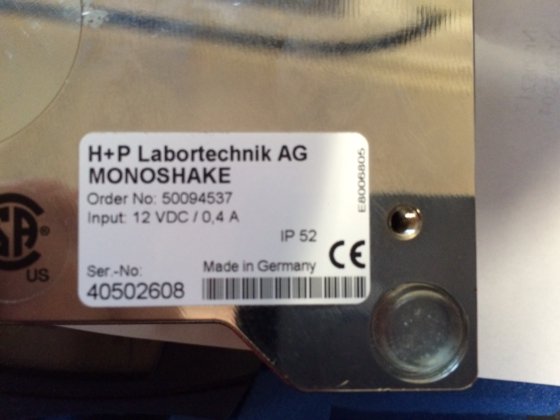 H+P Labortechnik AG
MONOSHAKE
Order No: 50094537
Input: 12 VDC / 0,4 A
IP 52
CE
Ser.-No:
Made in Germany
40502608
E8006805
SA®
US